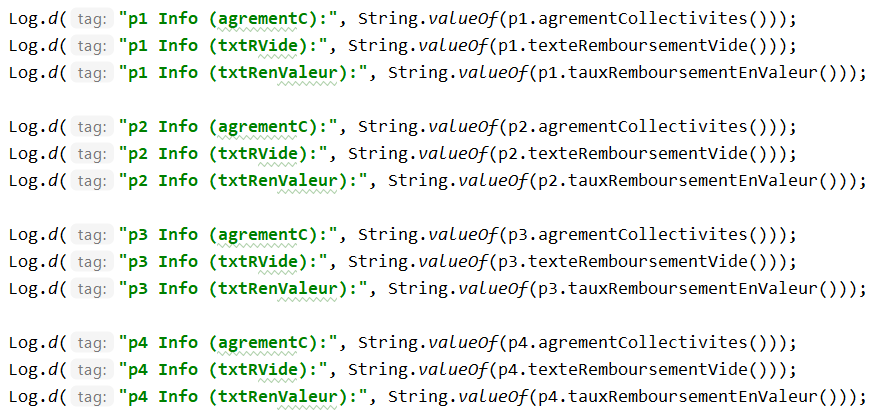 Log.d( tag: "p1 Info (agrementC):", String.valueOf(p1.agrementCollectivites()));
Log.d( tag: "p1 Info (txtRVide):", String.valueOf(p1.texteRemboursementVide()));
Log.d( tag: "p1 Info (txtRenValeur):", String.valueOf(p1.tauxRemboursementEnValeur()));
Log.d( tag: "p2 Info (agrementC):", String.valueOf(p2.agrementCollectivites()));
Log.d( tag: "p2 Info (txtRVide):", String.valueOf(p2.texteRemboursementVide()));
Log.d( tag: "p2 Info (txtRenValeur):", String.valueOf(p2.tauxRemboursementEnValeur()));
Log.d( tag: "p3 Info (agrementC):", String.valueOf(p3.agrementCollectivites()));
Log.d( tag: "p3 Info (txtRVide):", String.valueOf(p3.texteRemboursementVide()));
Log.d( tag: "p3 Info (txtRenValeur):", String.valueOf(p3.tauxRemboursementEnValeur()));
Log.d( tag: "p4 Info (agrementC):", String.valueOf(p4.agrementCollectivites()));
Log.d( tag: "p4 Info (txtRVide):", String.valueOf(p4.texteRemboursementVide()));
Log.d( tag: "p4 Info (txtRenValeur):", String.valueOf(p4.tauxRemboursementEnValeur()));